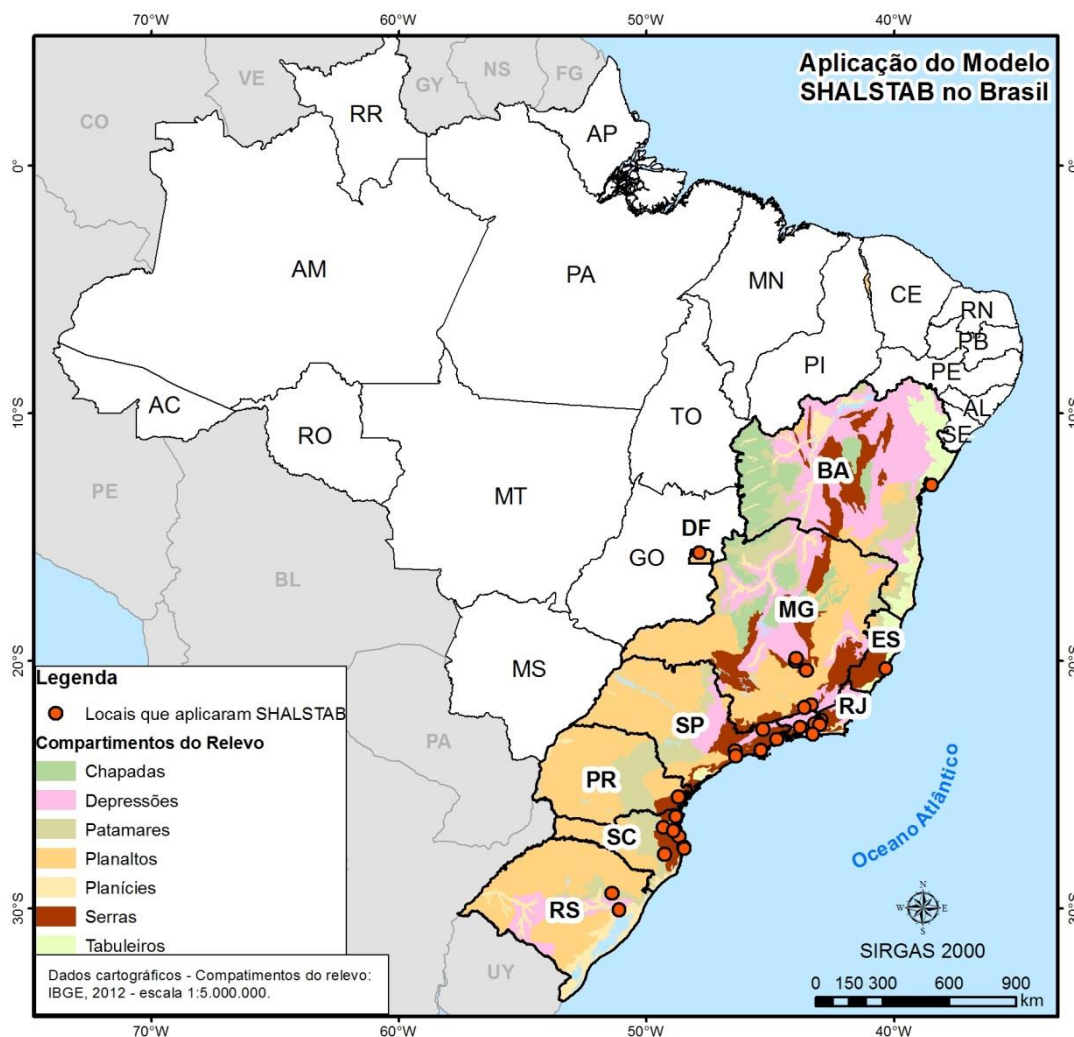 70°W 60°W 50°W 40°W
Aplicação do Modelo
SHALSTAB no Brasil
VE
GY
NS
FG
CO
RR
AP
0°
0°
AM
PA
MN
CE
RN
PB
PI
PE
AC
TO
AL
10°S
10°S
SE
RO
BA
PE
MT
DF
GO
BL
MG
ES
20°S
20°S
MS
Legenda
Locais que aplicaram SHALSTAB
RJ
SP
Compartimentos do Relevo
PA
Chapadas
PR
Depressões
Patamares
SC
Planaltos
Oceano Atlântico
Planícies
Serras
RS
30°S
30°S
N
W E
S
Tabuleiros
SIRGAS 2000
UY
Dados cartográficos - Compatimentos do relevo:
IBGE, 2012 - escala 1:5.000.000.
0 150 300 600 900
km
70°W 60°W 50°W 40°W